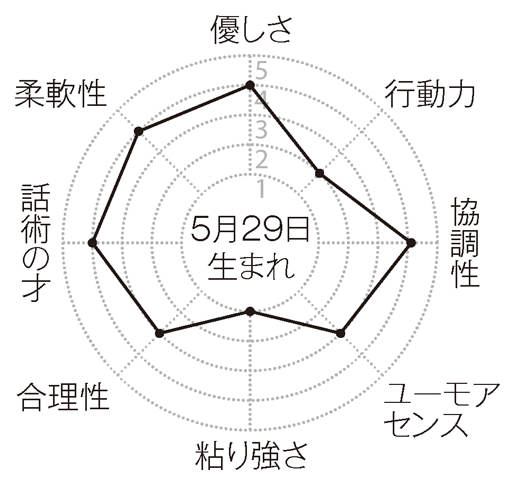 優しさ
行動力
協調性
ユーモア
センス
粘り強さ
合理性
話術の才
柔軟性
5
4
3
2
1
5月29日
生まれ